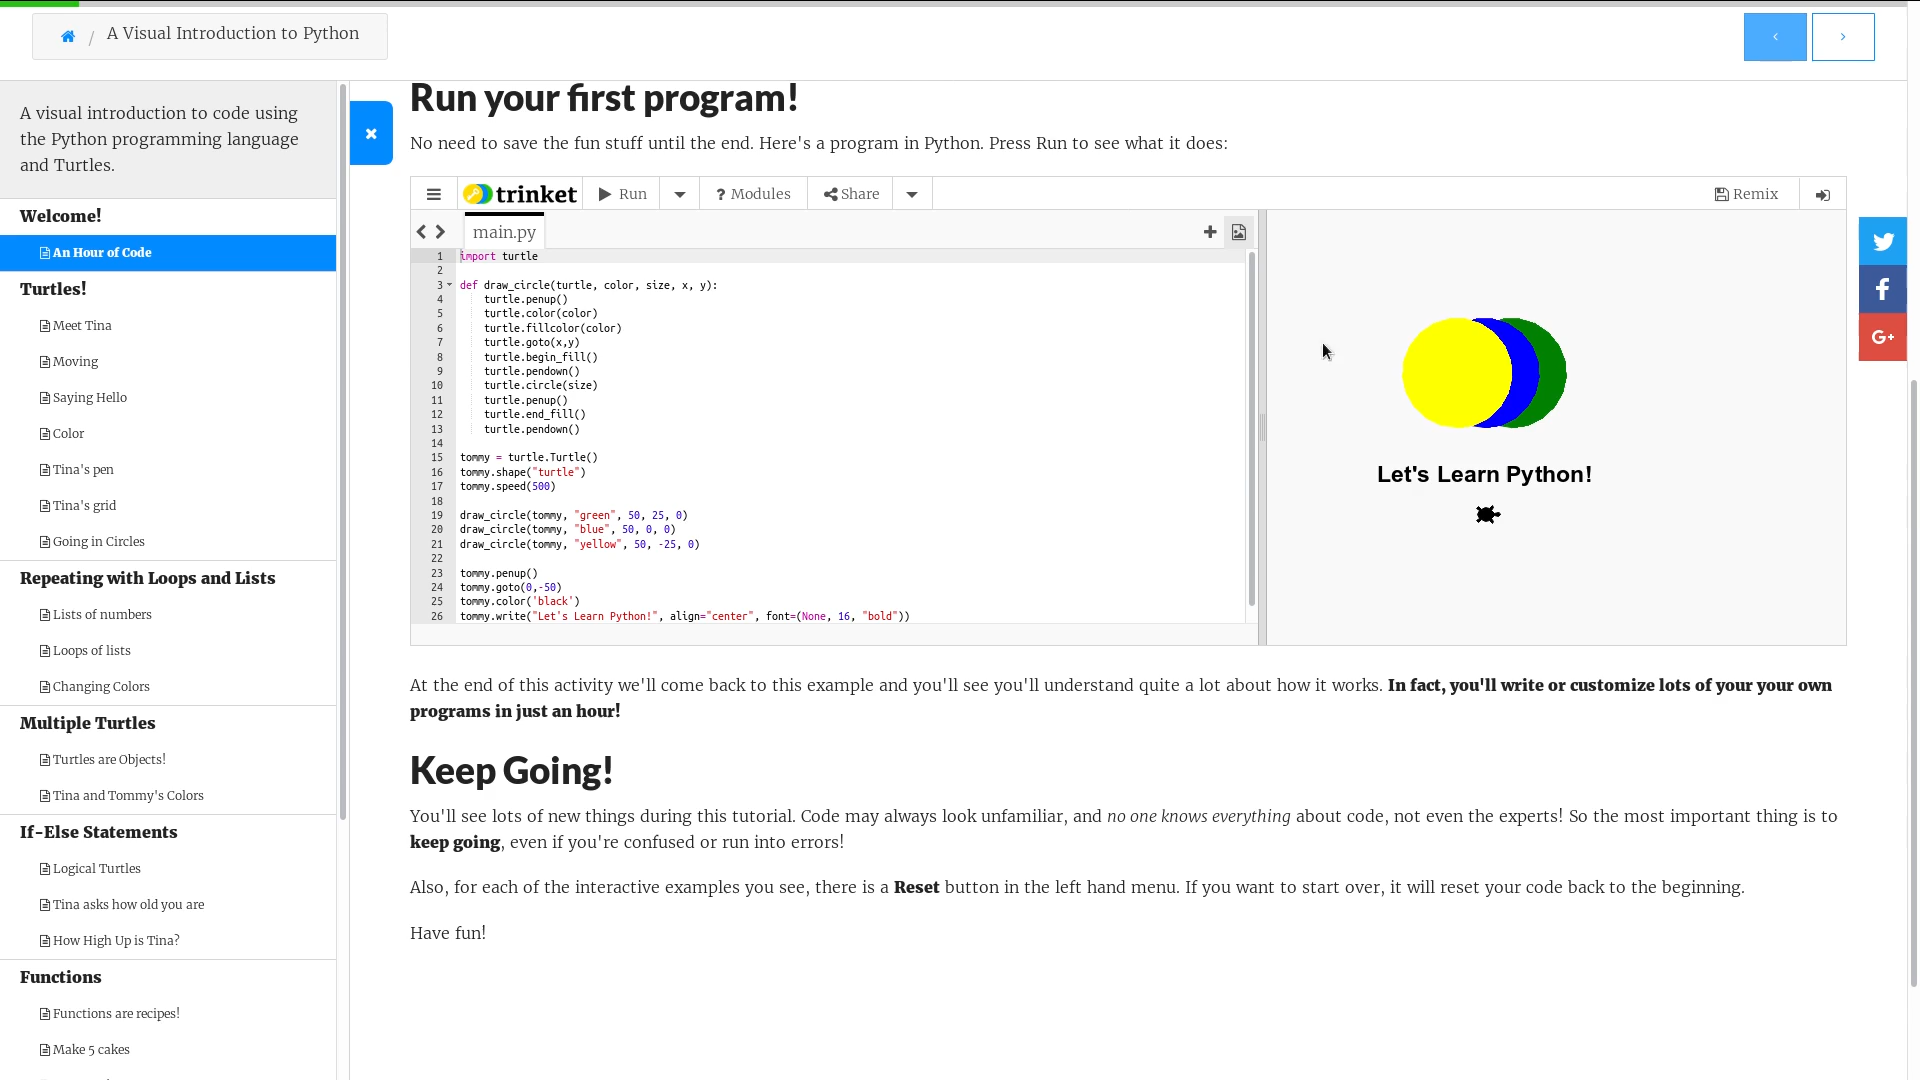 A Visual Introduction to Python
A visual introduction to code using
the Python programming language
and Turtles.
Welcome!
An Hour of Code
Turtles!
Meet Tina
Moving
Saying Hello
Color
Tina's pen
Tina's grid
Going in Circles
Repeating with Loops and Lists
Lists of numbers
Loops of lists
Changing Colors
Multiple Turtles
Turtles are Objects!
Tina and Tommy's Colors
If-Else Statements
Logical Turtles
Tina asks how old you are
How High Up is Tina?
Functions
Functions are recipes!
Make 5 cakes
Run your first program!
No need to save the fun stuff until the end. Here's a program in Python. Press Run to see what it does:
trinket Run ? Modules Share Remix
main.py
1 import turtle
2
3 def draw_circle(turtle, color, size, x, y):
4     turtle.penup()
5     turtle.color(color)
6     turtle.fillcolor(color)
7     turtle.goto(x,y)
8     turtle.begin_fill()
9     turtle.pendown()
10     turtle.circle(size)
11     turtle.penup()
12     turtle.end_fill()
13     turtle.pendown()
14
15 tommy = turtle.Turtle()
16 tommy.shape("turtle")
17 tommy.speed(500)
18
19 draw_circle(tommy, "green", 50, 25, 0)
20 draw_circle(tommy, "blue", 50, 0, 0)
21 draw_circle(tommy, "yellow", 50, -25, 0)
22
23 tommy.penup()
24 tommy.goto(0,-50)
25 tommy.color('black')
26 tommy.write("Let's Learn Python!", align="center", font=(None, 16, "bold"))
Let's Learn Python!
At the end of this activity we'll come back to this example and you'll see you'll understand quite a lot about how it works. In fact, you'll write or customize lots of your your own
programs in just an hour!
Keep Going!
You'll see lots of new things during this tutorial. Code may always look unfamiliar, and no one knows everything about code, not even the experts! So the most important thing is to
keep going, even if you're confused or run into errors!
Also, for each of the interactive examples you see, there is a Reset button in the left hand menu. If you want to start over, it will reset your code back to the beginning.
Have fun!
G+